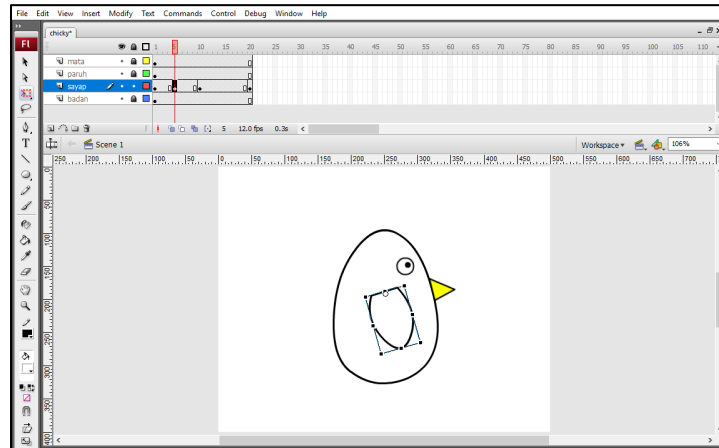 File Edit View Insert Modify Text Commands Control Debug Window Help
chicky*
Fl
1 5 10 15 20 25 30 35 40 45 50 55 60 65 70 75 80 85 90 95 100 105 110
mata
paruh
sayap
badan
5 12.0 fps 0.3s
Scene 1
Workspace
106%
250 200 150 100 50 0 50 100 150 200 250 300 350 400 450 500 550 600 650 700
0
50
100
150
200
250
300
350
400
T